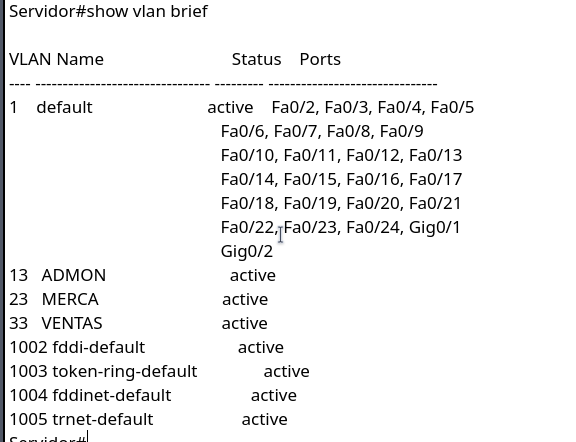 Servidor#show vlan brief
VLAN Name Status Ports
---- -------------------------------- --------- -------------------------------
1 default active Fa0/2, Fa0/3, Fa0/4, Fa0/5
Fa0/6, Fa0/7, Fa0/8, Fa0/9
Fa0/10, Fa0/11, Fa0/12, Fa0/13
Fa0/14, Fa0/15, Fa0/16, Fa0/17
Fa0/18, Fa0/19, Fa0/20, Fa0/21
Fa0/22, Fa0/23, Fa0/24, Gig0/1
Gig0/2
13 ADMON active
23 MERCA active
33 VENTAS active
1002 fddi-default active
1003 token-ring-default active
1004 fddinet-default active
1005 trnet-default active
Servidor#